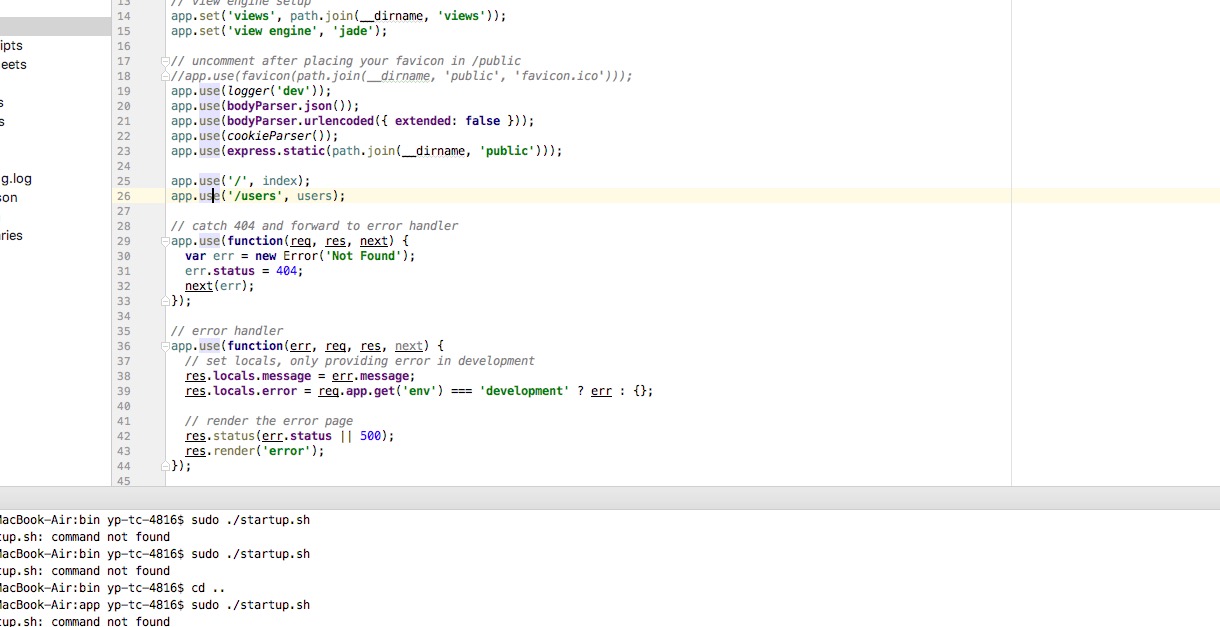 13 // view engine setup
14 app.set('views', path.join(__dirname, 'views'));
15 app.set('view engine', 'jade');
16
17 // uncomment after placing your favicon in /public
18 //app.use(favicon(path.join(__dirname, 'public', 'favicon.ico')));
19 app.use(logger('dev'));
20 app.use(bodyParser.json());
21 app.use(bodyParser.urlencoded({ extended: false }));
22 app.use(cookieParser());
23 app.use(express.static(path.join(__dirname, 'public')));
24
25 app.use('/', index);
26 app.use('/users', users);
27
28 // catch 404 and forward to error handler
29 app.use(function(req, res, next) {
30 var err = new Error('Not Found');
31 err.status = 404;
32 next(err);
33 });
34
35 // error handler
36 app.use(function(err, req, res, next) {
37 // set locals, only providing error in development
38 res.locals.message = err.message;
39 res.locals.error = req.app.get('env') === 'development' ? err : {};
40
41 // render the error page
42 res.status(err.status || 500);
43 res.render('error');
44 });
45
ipts
eets
s
s
g.log
son
ries
MacBook-Air:bin yp-tc-4816$ sudo ./startup.sh
tup.sh: command not found
MacBook-Air:bin yp-tc-4816$ sudo ./startup.sh
tup.sh: command not found
MacBook-Air:bin yp-tc-4816$ cd ..
MacBook-Air:app yp-tc-4816$ sudo ./startup.sh
tup.sh: command not found